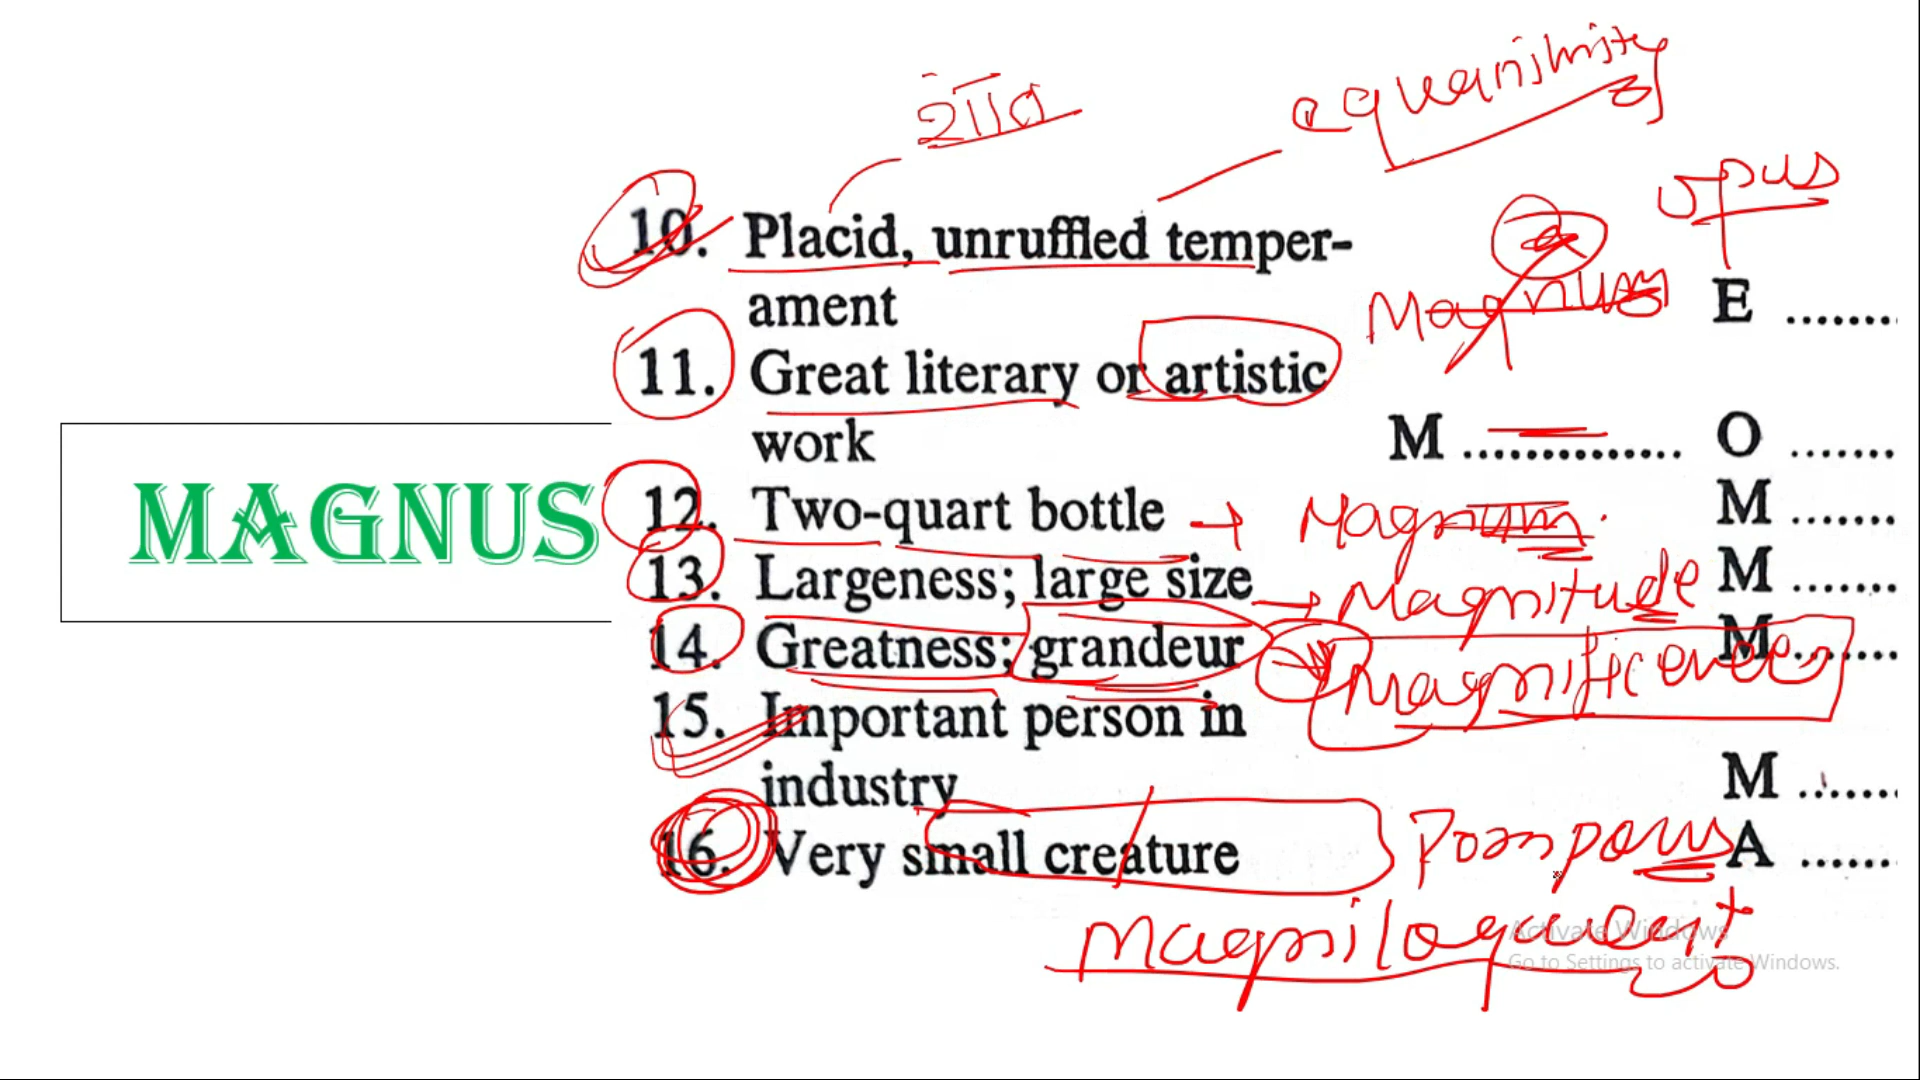 शांत
equanimity
opus
10. Placid, unruffled temper-
ament E ........
Magnum
11. Great literary or artistic
work M ............... O .......
MAGNUS
12. Two-quart bottle → Magnum. M .......
13. Largeness; large size → Magnitude M .......
14. Greatness; grandeur → Magnificence M .......
15. Important person in
industry M .......
16. Very small creature Pompous A ......
Magniloquent
Activate Windows
Go to Settings to activate Windows.